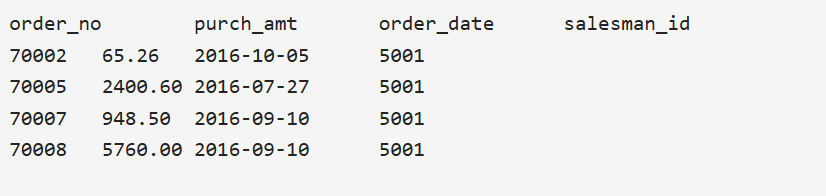 order_no purch_amt order_date salesman_id
70002 65.26 2016-10-05 5001
70005 2400.60 2016-07-27 5001
70007 948.50 2016-09-10 5001
70008 5760.00 2016-09-10 5001